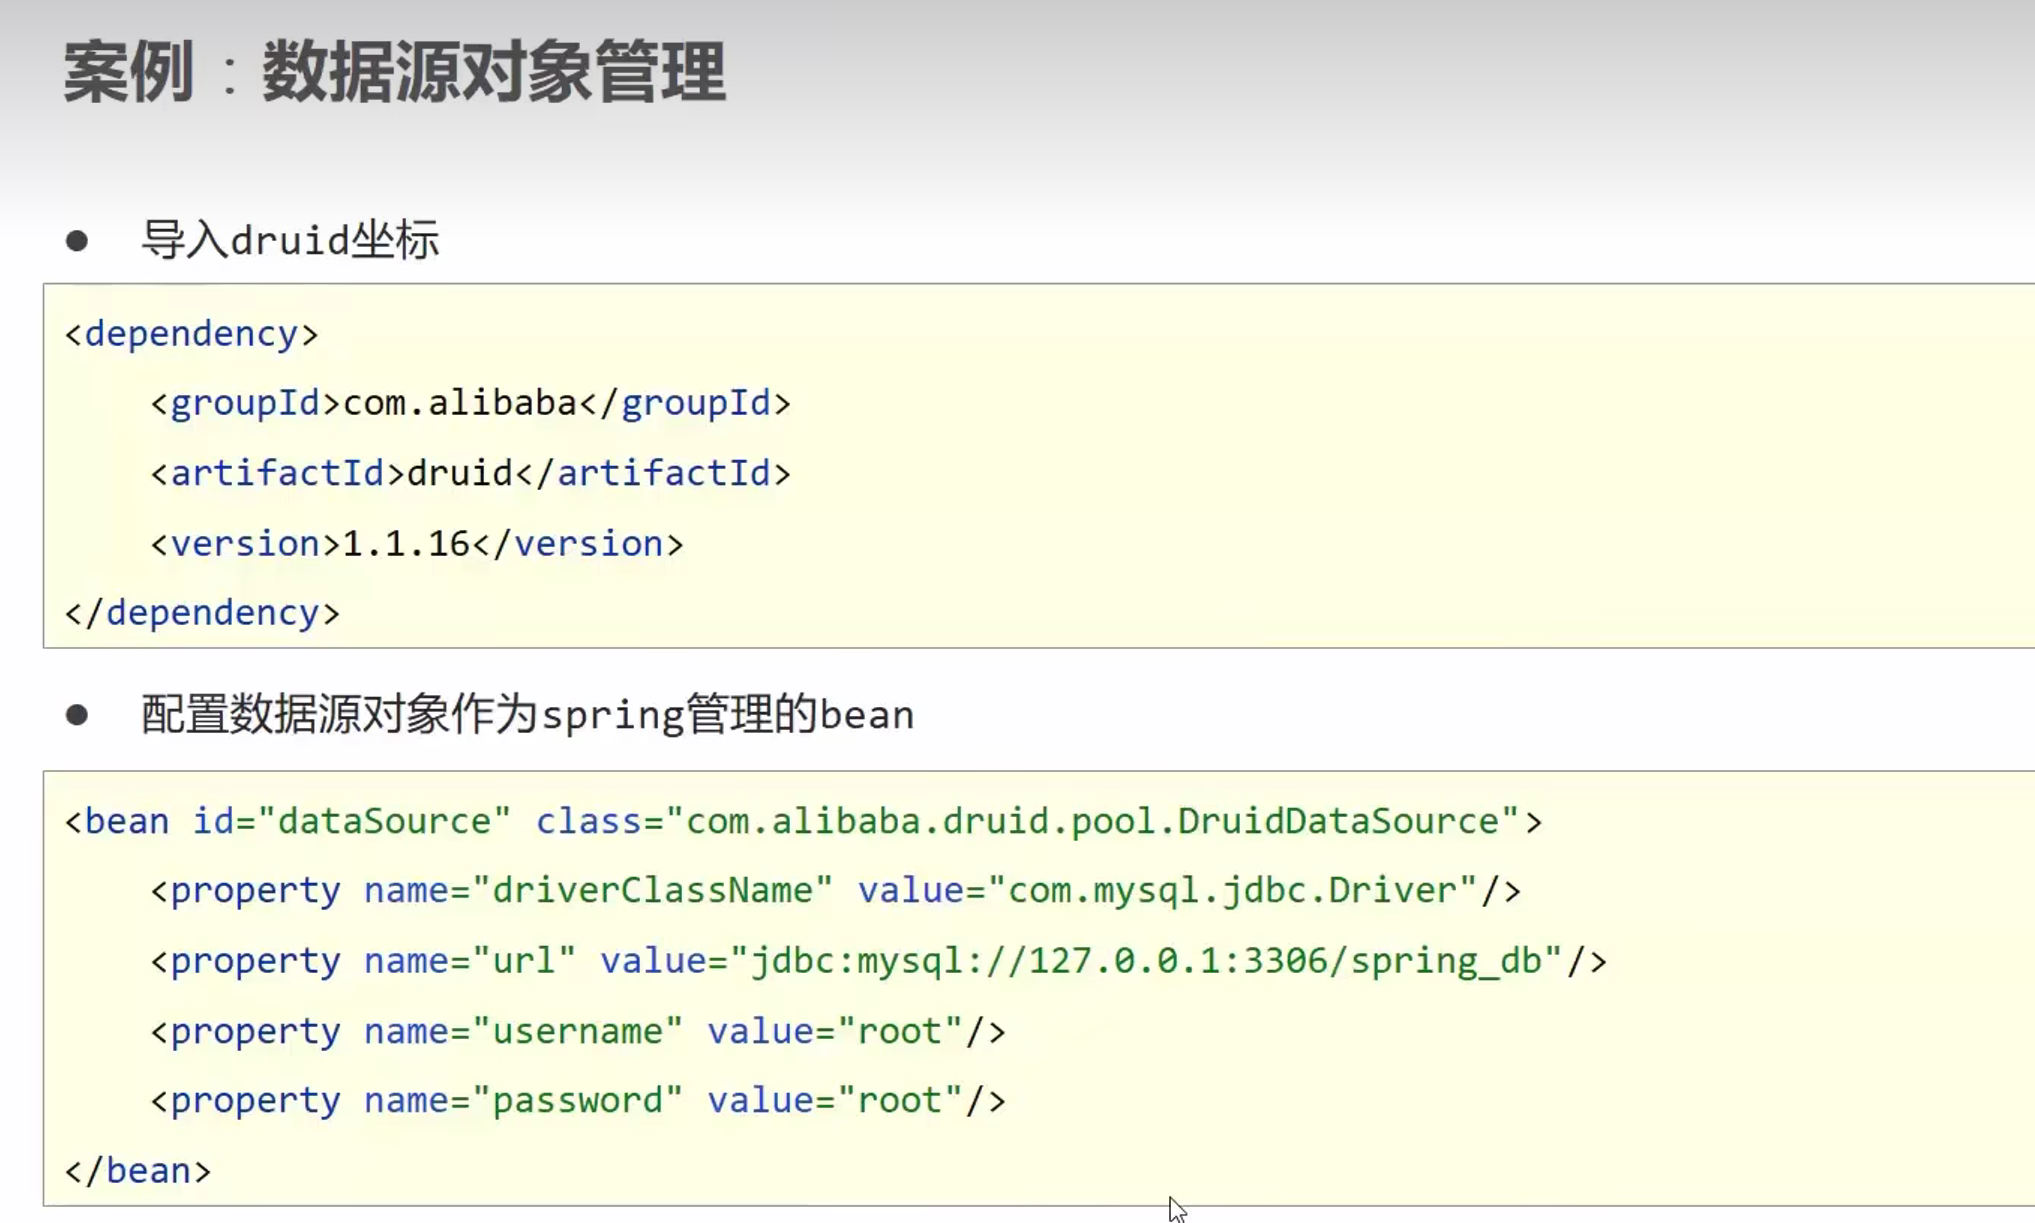 案例：数据源对象管理
● 导入druid坐标
<dependency>
    <groupId>com.alibaba</groupId>
    <artifactId>druid</artifactId>
    <version>1.1.16</version>
</dependency>
● 配置数据源对象作为spring管理的bean
<bean id="dataSource" class="com.alibaba.druid.pool.DruidDataSource">
    <property name="driverClassName" value="com.mysql.jdbc.Driver"/>
    <property name="url" value="jdbc:mysql://127.0.0.1:3306/spring_db"/>
    <property name="username" value="root"/>
    <property name="password" value="root"/>
</bean>